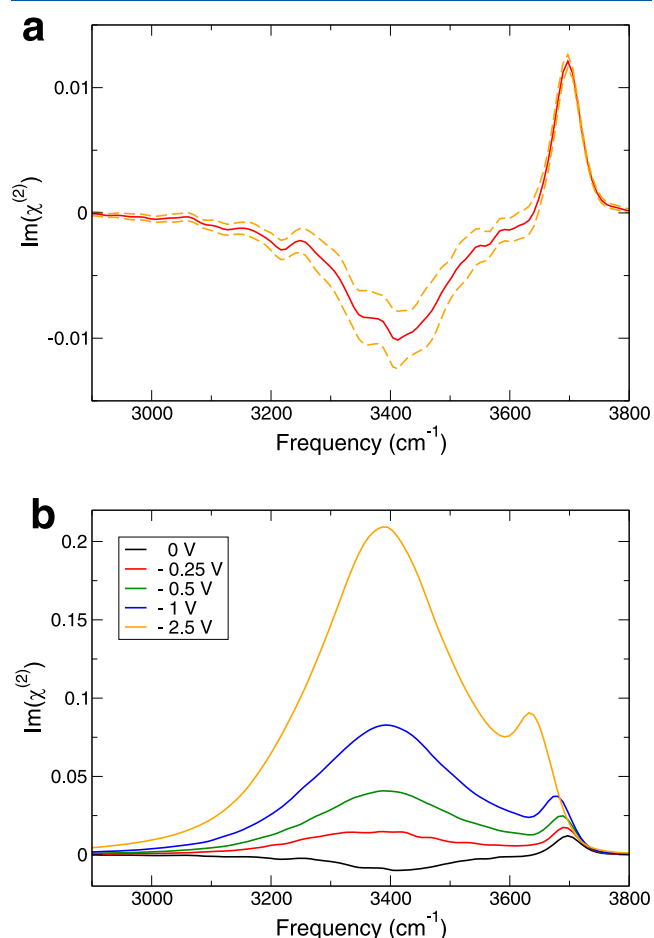 a
0.01
0
-0.01
Im(χ(2))
3000 3200 3400 3600 3800
Frequency (cm-1)
b
0 V
- 0.25 V
- 0.5 V
- 1 V
- 2.5 V
0.2
0.15
0.1
0.05
0
Im(χ(2))
3000 3200 3400 3600 3800
Frequency (cm-1)